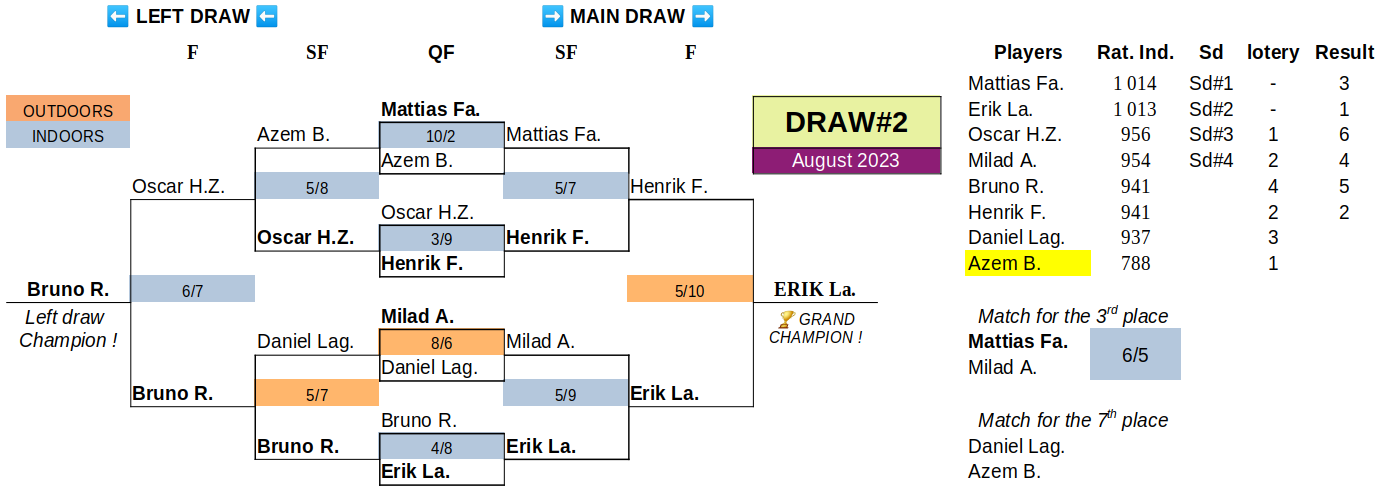 ⬅ LEFT DRAW ⬅ ➡ MAIN DRAW ➡
F SF QF SF F
Players Rat. Ind. Sd lotery Result
Mattias Fa. 1 014 Sd#1 - 3
Erik La. 1 013 Sd#2 - 1
Oscar H.Z. 956 Sd#3 1 6
Milad A. 954 Sd#4 2 4
Bruno R. 941 4 5
Henrik F. 941 2 2
Daniel Lag. 937 3
Azem B. 788 1
OUTDOORS
INDOORS
DRAW#2
August 2023
Mattias Fa.
Azem B. 10/2 Mattias Fa.
Azem B.
Oscar H.Z. 5/8 5/7 Henrik F.
Oscar H.Z.
Oscar H.Z. 3/9 Henrik F.
Henrik F.
Bruno R. 6/7 5/10 ERIK La.
Left draw
Champion !
🏆 GRAND
CHAMPION !
Milad A.
Daniel Lag. 8/6 Milad A.
Daniel Lag.
Bruno R. 5/7 5/9 Erik La.
Bruno R.
Bruno R. 4/8 Erik La.
Erik La.
Match for the 3rd place
Mattias Fa.
6/5
Milad A.
Match for the 7th place
Daniel Lag.
Azem B.